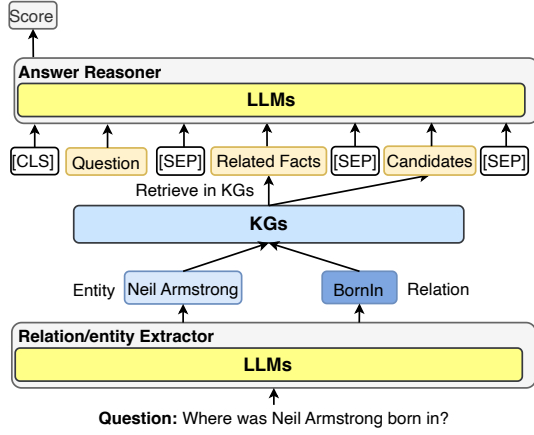 Score
Answer Reasoner
LLMs
[CLS] Question [SEP] Related Facts [SEP] Candidates [SEP]
Retrieve in KGs
KGs
Entity Neil Armstrong BornIn Relation
Relation/entity Extractor
LLMs
Question: Where was Neil Armstrong born in?